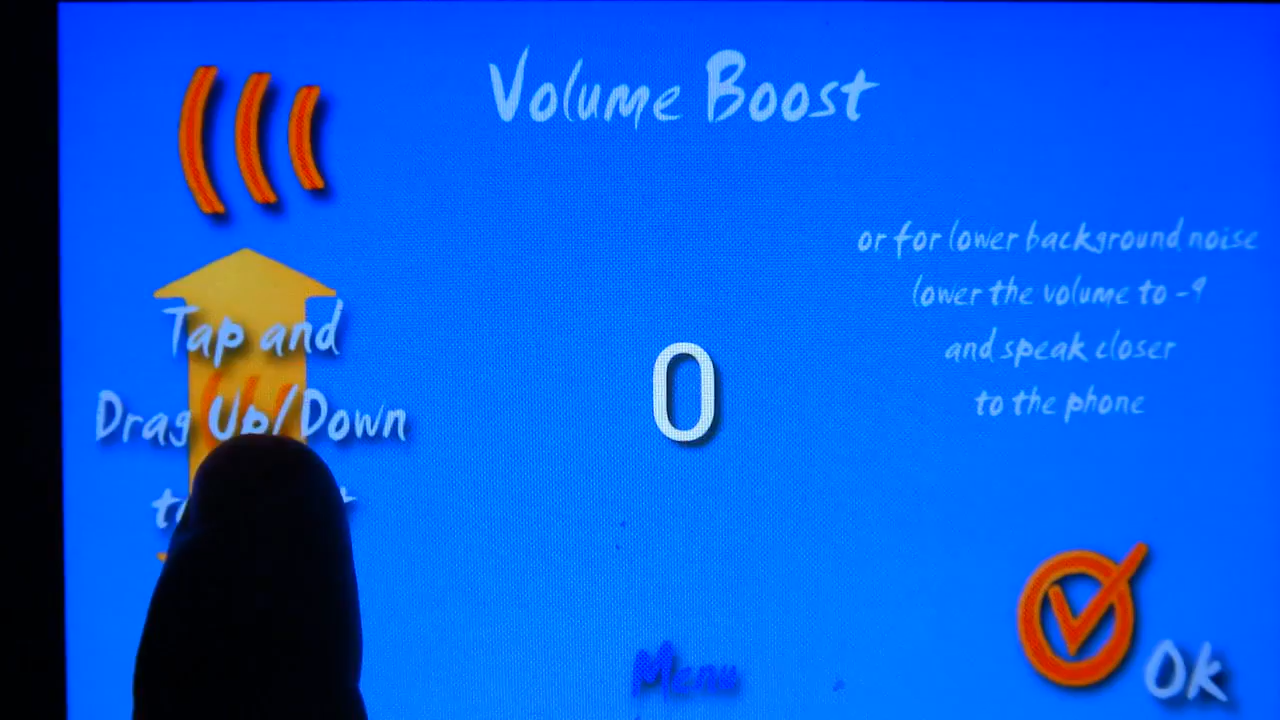 Volume Boost
or for lower background noise
lower the volume to -9
and speak closer
to the phone
Tap and
Drag Up/Down
0
Menu
Ok